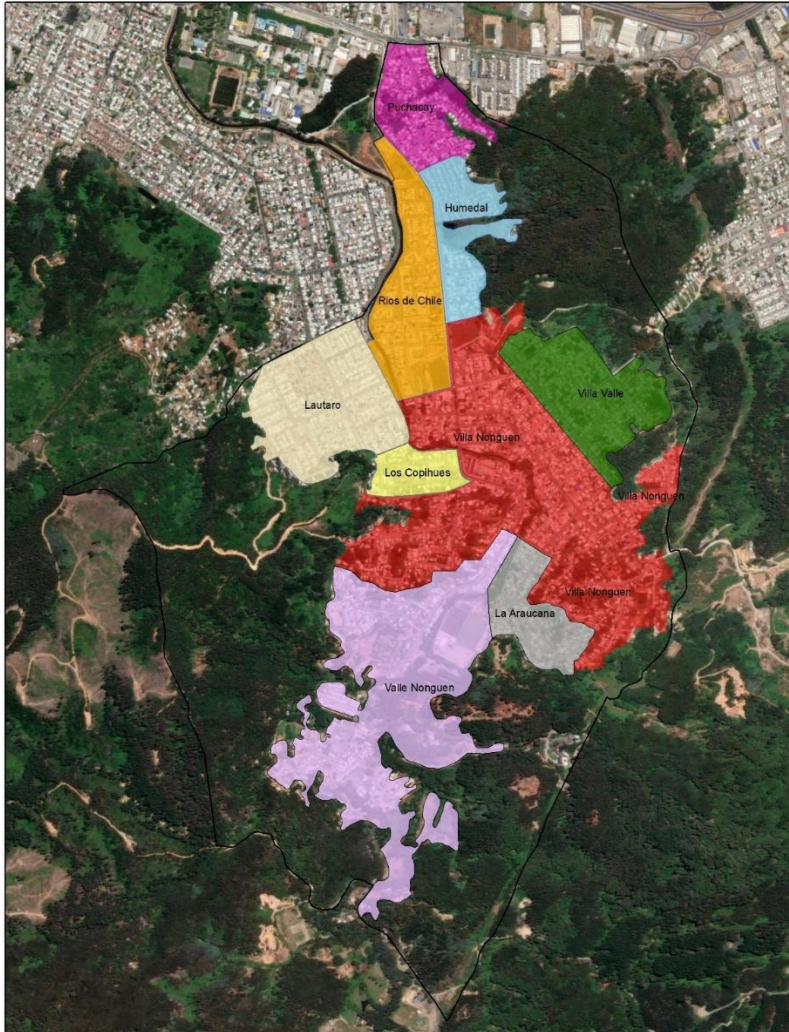 Puchacay
Humedal
Rios de Chile
Villa Valle
Lautaro
Villa Nonguen
Los Copihues
Villa Nonguen
Villa Nonguen
La Araucana
Valle Nonguen